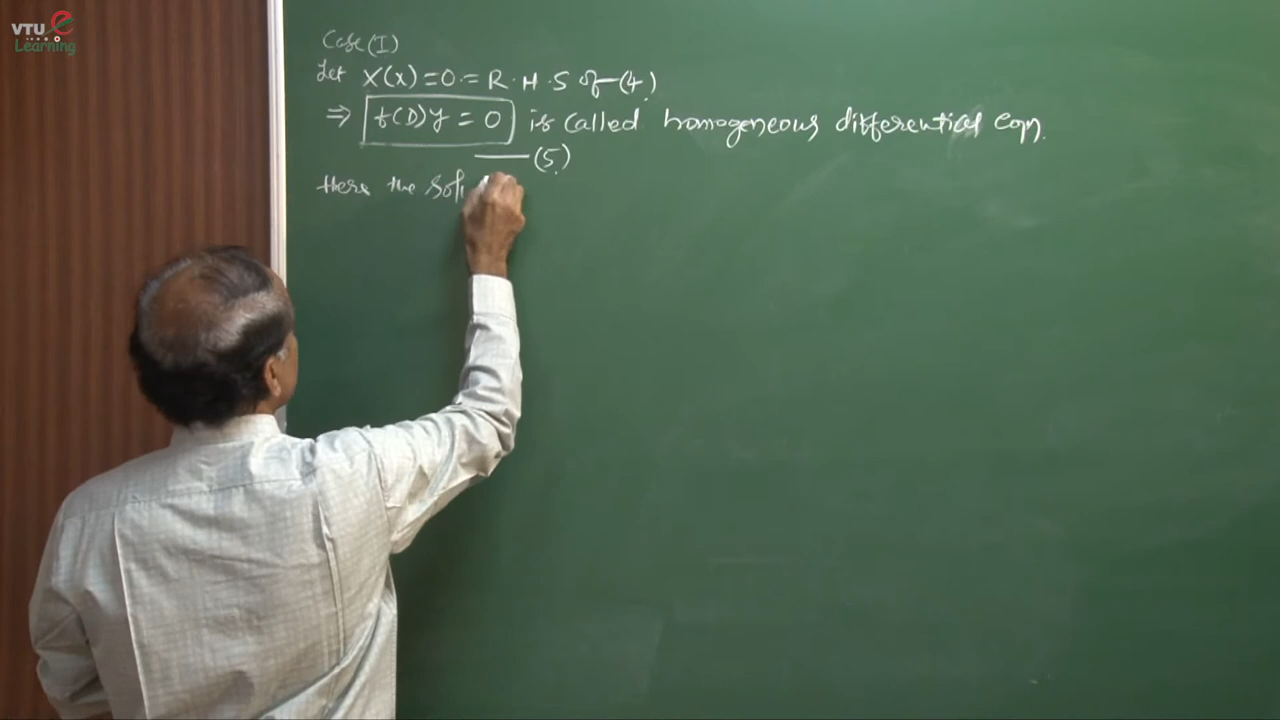 VTU e
Learning
Case (I)
Let X(x) = 0 = R.H.S of (4)
⇒ f(D)y = 0 is called homogeneous differential eqn.
(5)
Here the Sol